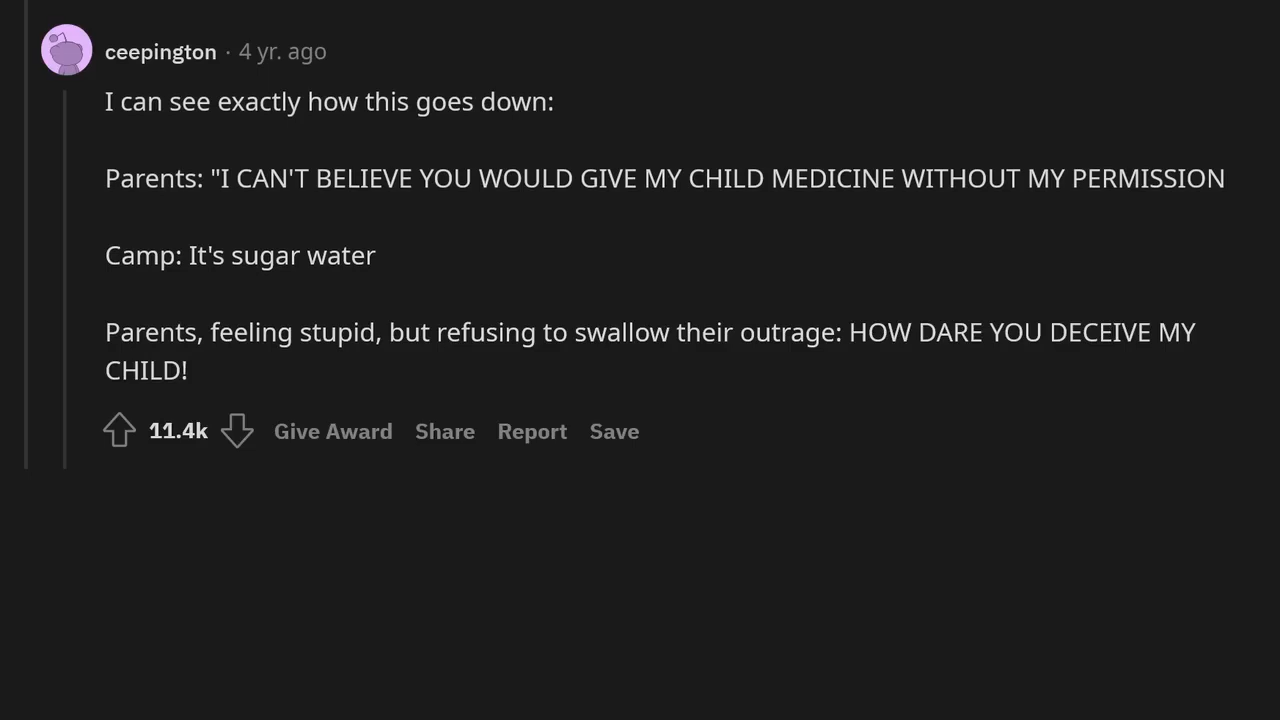 ceepington · 4 yr. ago
I can see exactly how this goes down:
Parents: "I CAN'T BELIEVE YOU WOULD GIVE MY CHILD MEDICINE WITHOUT MY PERMISSION
Camp: It's sugar water
Parents, feeling stupid, but refusing to swallow their outrage: HOW DARE YOU DECEIVE MY
CHILD!
11.4k Give Award Share Report Save